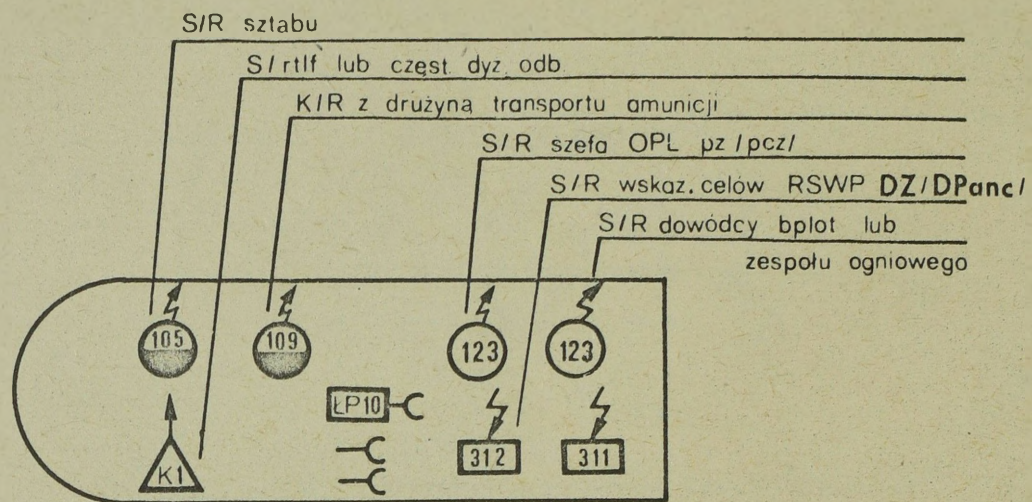 S/R sztabu
S/rtlf lub częst. dyż. odb.
K/R z drużyną transportu amunicji
S/R szefa OPL pz /pcz/
S/R wskaz. celów RSWP DZ/DPanc/
S/R dowódcy bplot lub
zespołu ogniowego
105 109 123 123
ŁP10
K1 312 311